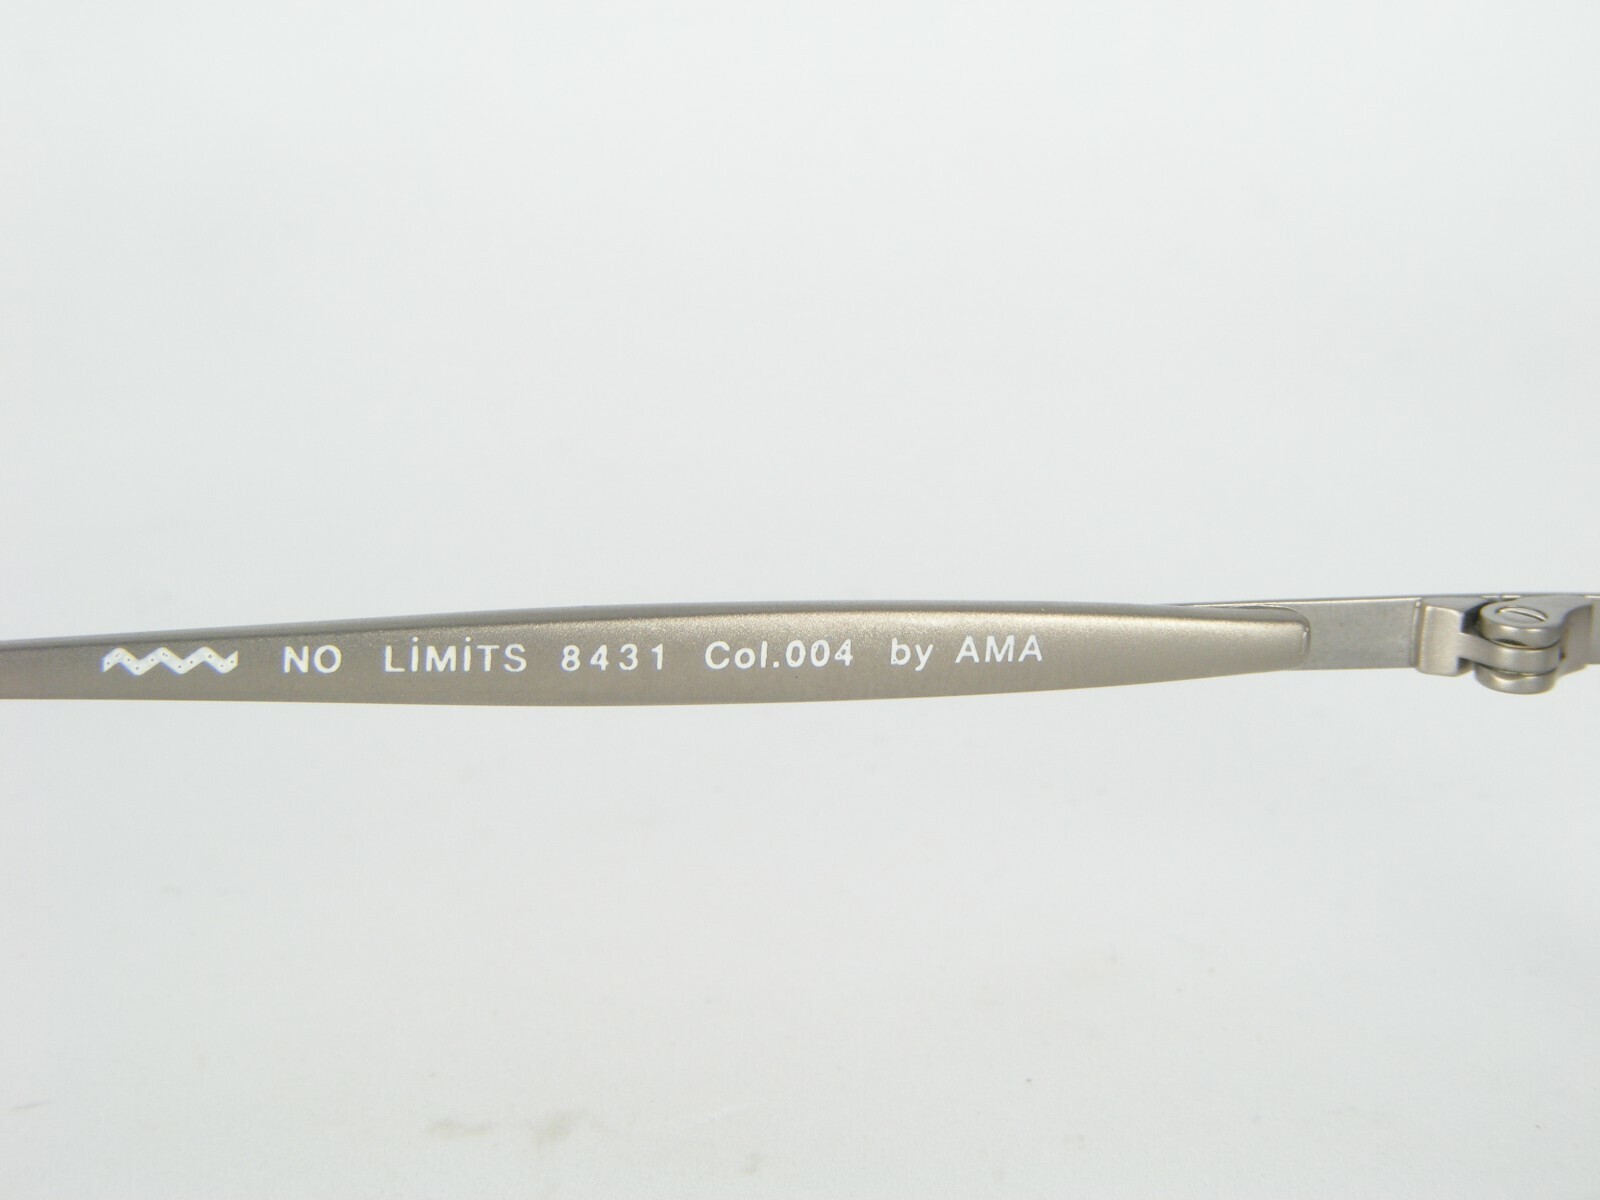 NO LiMiTS 8431 Col.004 by AMA